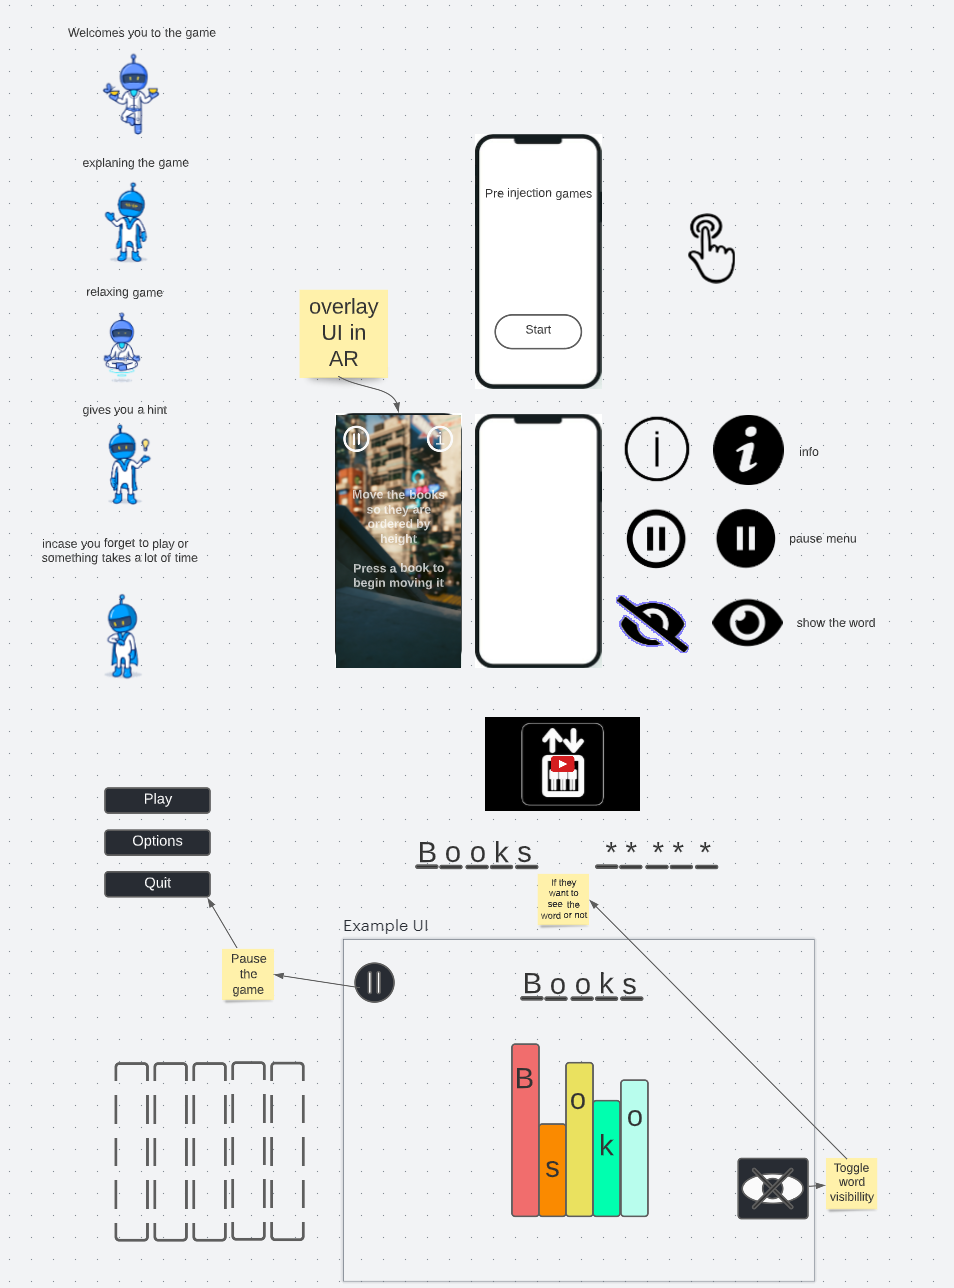 Welcomes you to the game
explaning the game
relaxing game
gives you a hint
incase you forget to play or
something takes a lot of time
Pre injection games
Start
overlay
UI in
AR
Move the books
so they are
ordered by
height
Press a book to
begin moving it
info
pause menu
show the word
Play
Options
Quit
Books
*****
If they
want to
see the
word or not
Pause
the
game
Example UI
Books
B
s
o
k
o
Toggle
word
visibillity